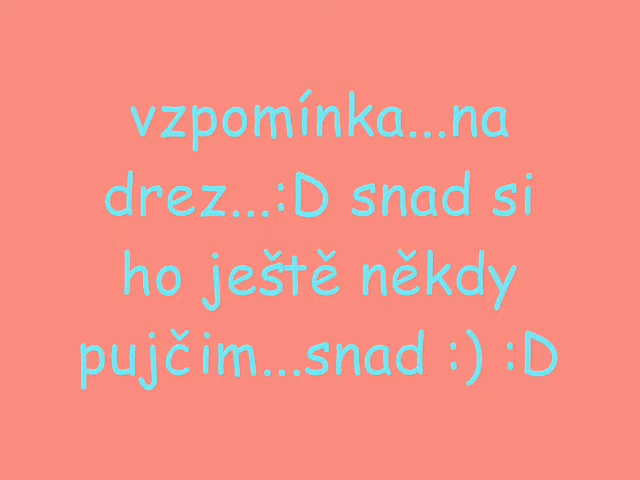 vzpomínka...na
drez...:D snad si
ho ještě někdy
pujčim...snad :) :D